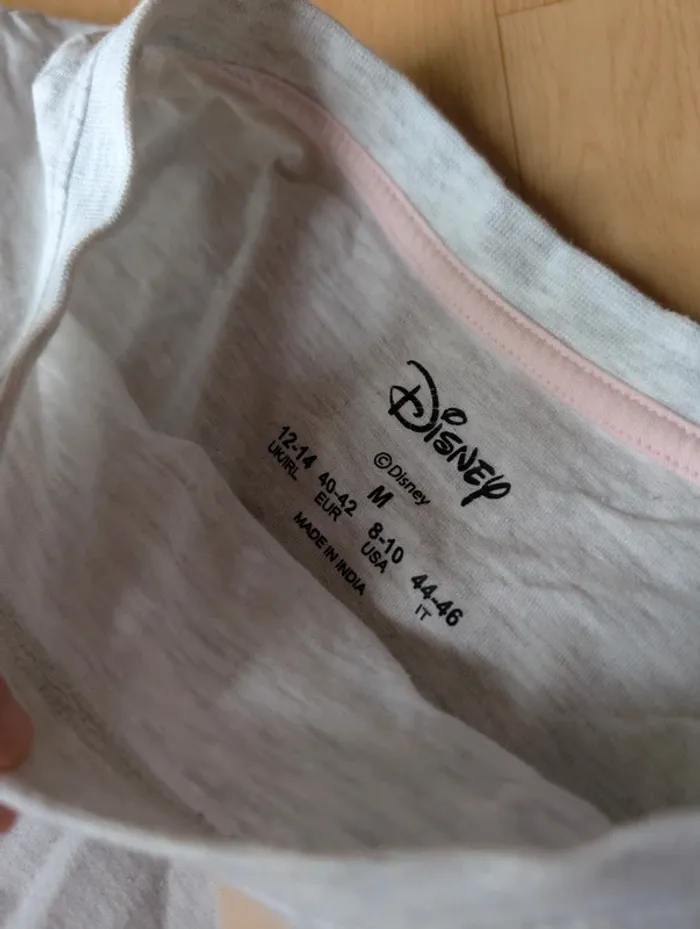 Disney
©Disney
M
12-14 40-42 8-10 44-46
UK/IRL EUR USA IT
MADE IN INDIA